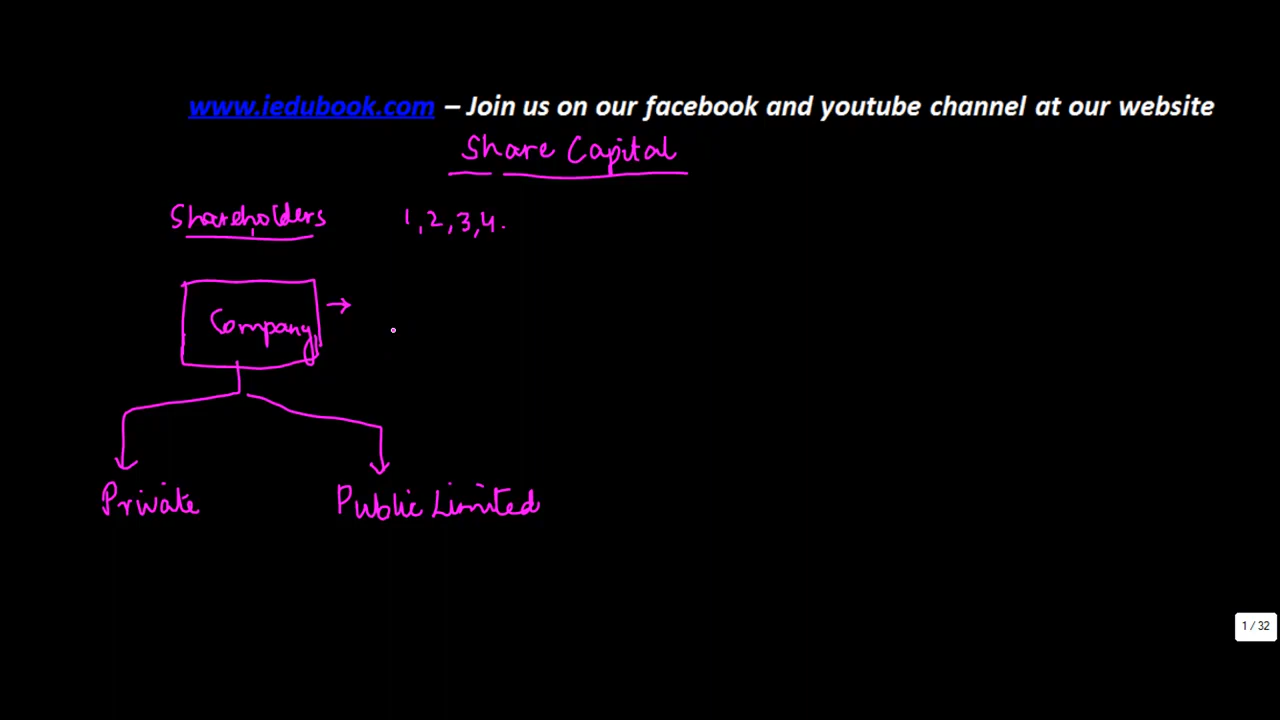 www.iedubook.com – Join us on our facebook and youtube channel at our website
Share Capital
Shareholders 1,2,3,4.
Company →
Private Public Limited
1 / 32